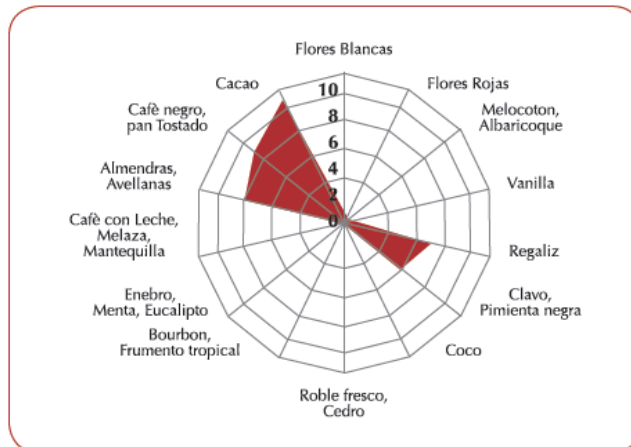 Flores Blancas
Flores Rojas
Melocoton,
Albaricoque
Vanilla
Regaliz
Clavo,
Pimienta negra
Coco
Roble fresco,
Cedro
Bourbon,
Frumento tropical
Enebro,
Menta, Eucalipto
Cafè con Leche,
Melaza,
Mantequilla
Almendras,
Avellanas
Cafè negro,
pan Tostado
Cacao
10
8
6
4
2
0